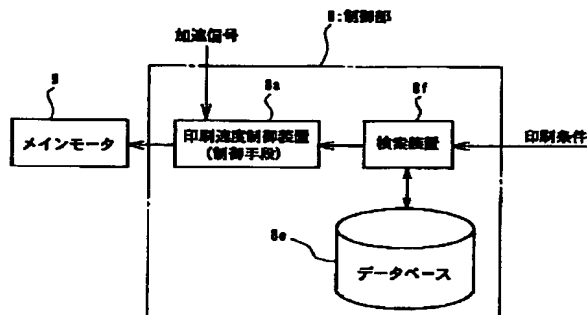 8:制御部
加速信号
9
8a
8f
メインモータ
印刷速度制御装置
(制御手段)
検索装置
印刷条件
8e
データベース